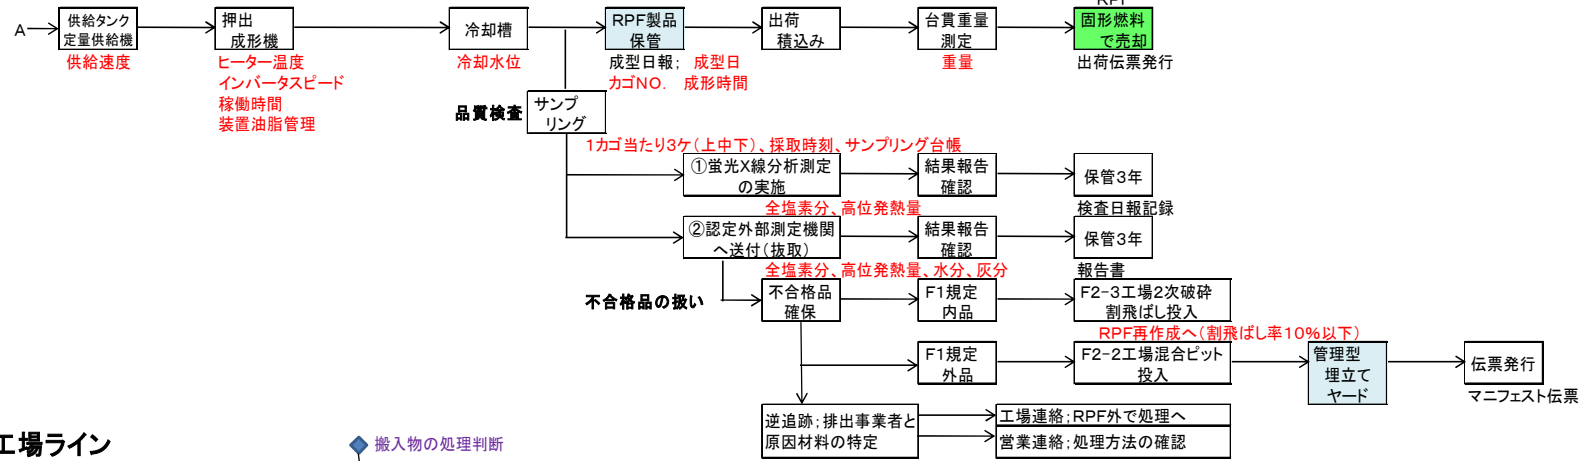 RPF
A
供給タンク
定量供給機
押出
成形機
冷却槽
RPF製品
保管
出荷
積込み
台貫重量
測定
固形燃料
で売却
供給速度
ヒーター温度
インバータスピード
稼働時間
装置油脂管理
冷却水位
成型日報； 成型日
カゴNO.　成形時間
重量
出荷伝票発行
品質検査
サンプ
リング
1カゴ当たり3ケ(上中下)、採取時刻、サンプリング台帳
①蛍光X線分析測定
の実施
結果報告
確認
保管3年
全塩素分、高位発熱量
検査日報記録
②認定外部測定機関
へ送付(抜取)
結果報告
確認
保管3年
全塩素分、高位発熱量、水分、灰分
報告書
不合格品の扱い
不合格品
確保
F1規定
内品
F2-3工場2次破砕
割飛ばし投入
RPF再作成へ(割飛ばし率10%以下)
F1規定
外品
F2-2工場混合ピット
投入
管理型
埋立て
ヤード
伝票発行
マニフェスト伝票
逆追跡；排出事業者と
原因材料の特定
工場連絡；RPF外で処理へ
営業連絡；処理方法の確認
工場ライン
搬入物の処理判断